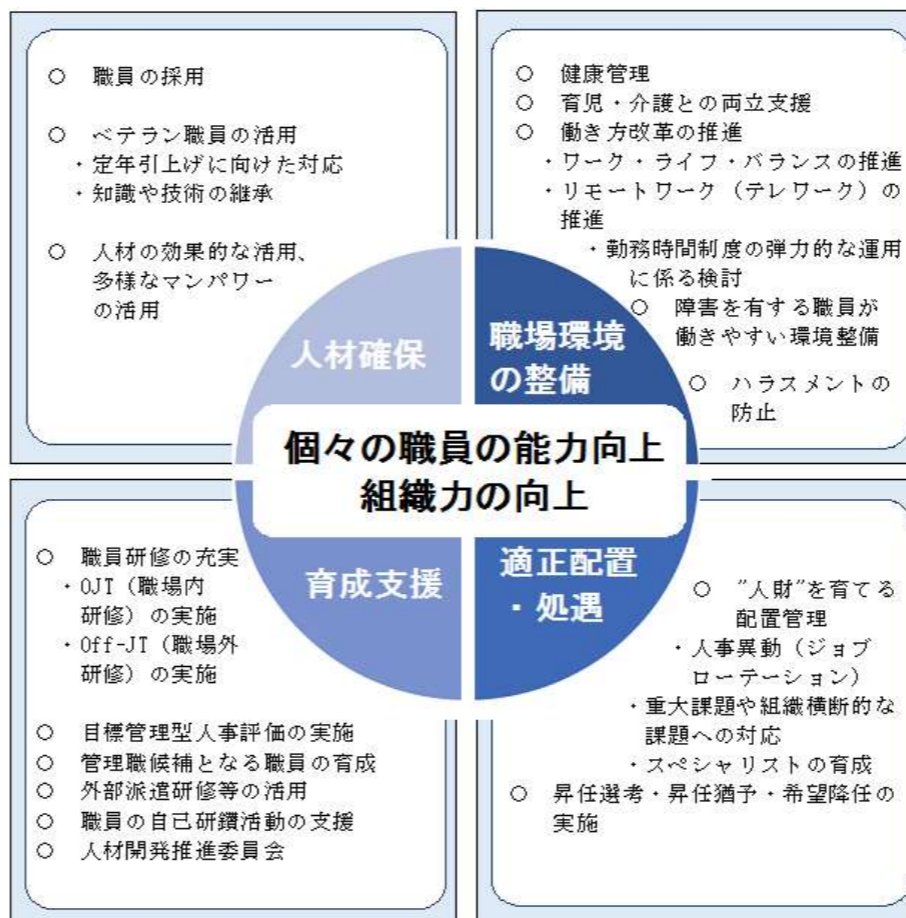 ○　職員の採用
○　ベテラン職員の活用
・定年引上げに向けた対応
・知識や技術の継承
○　人材の効果的な活用、
多様なマンパワー
の活用
人材確保
○　健康管理
○　育児・介護との両立支援
○　働き方改革の推進
・ワーク・ライフ・バランスの推進
・リモートワーク（テレワーク）の
推進
・勤務時間制度の弾力的な運用
に係る検討
○　障害を有する職員が
働きやすい環境整備
○　ハラスメントの
防止
職場環境
の整備
個々の職員の能力向上
組織力の向上
○　職員研修の充実
・OJT（職場内
研修）の実施
・Off-JT（職場外
研修）の実施
○　目標管理型人事評価の実施
○　管理職候補となる職員の育成
○　外部派遣研修等の活用
○　職員の自己研鑽活動の支援
○　人材開発推進委員会
育成支援
適正配置
・処遇
○　"人財"を育てる
配置管理
・人事異動（ジョブ
ローテーション）
・重大課題や組織横断的な
課題への対応
・スペシャリストの育成
○　昇任選考・昇任猶予・希望降任の
実施